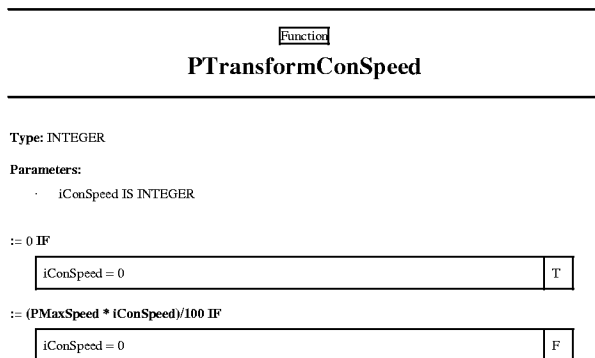 Function
PTransformConSpeed
Type: INTEGER
Parameters:
· iConSpeed IS INTEGER
:= 0 IF
iConSpeed = 0 T
:= (PMaxSpeed * iConSpeed)/100 IF
iConSpeed = 0 F